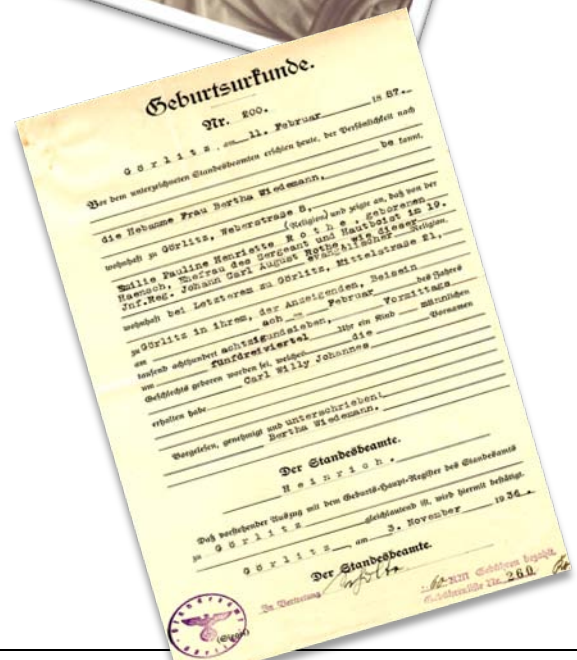 Geburtsurkunde.
Nr. 200.
Görlitz, am 11. Februar 1887.
Vor dem unterzeichneten Standesbeamten erschien heute, der Persönlichkeit nach
be kannt,
die Hebamme Frau Bertha Wiedemann,
wohnhaft zu Görlitz, Weberstraße 8,
(Religion) und zeigte an, daß von der
Emilie Pauline Henriette Rothe, geborenen
Haensch, Ehefrau des Sergeant und Hautboist im 19.
Jnf.Reg. Johann Carl August Rothe wie dieser
evangelischer Religion.
wohnhaft bei Letzterem zu Görlitz, Mittelstraße 21,
zu Görlitz in ihrem, der Anzeigenden, Beisein
am Februar des Jahres
tausend achthundert achtzigundsieben, Vormittags
um fünfdreiviertel Uhr ein Kind männlichen
Geschlechts geboren worden sei, welches die Vornamen
Carl Willy Johannes
erhalten habe
Vorgelesen, genehmigt und unterschrieben:
Bertha Wiedemann.
Der Standesbeamte.
Heinrich.
Daß vorstehender Auszug mit dem Geburts-Haupt-Register des Standesamts
zu Görlitz gleichlautend ist, wird hiermit bestätigt.
Görlitz, am 3. November 1936.
Der Standesbeamte.
In Vertretung
RM Gebühren bezahlt.
Gebührenliste Nr. 260
(Siegel)